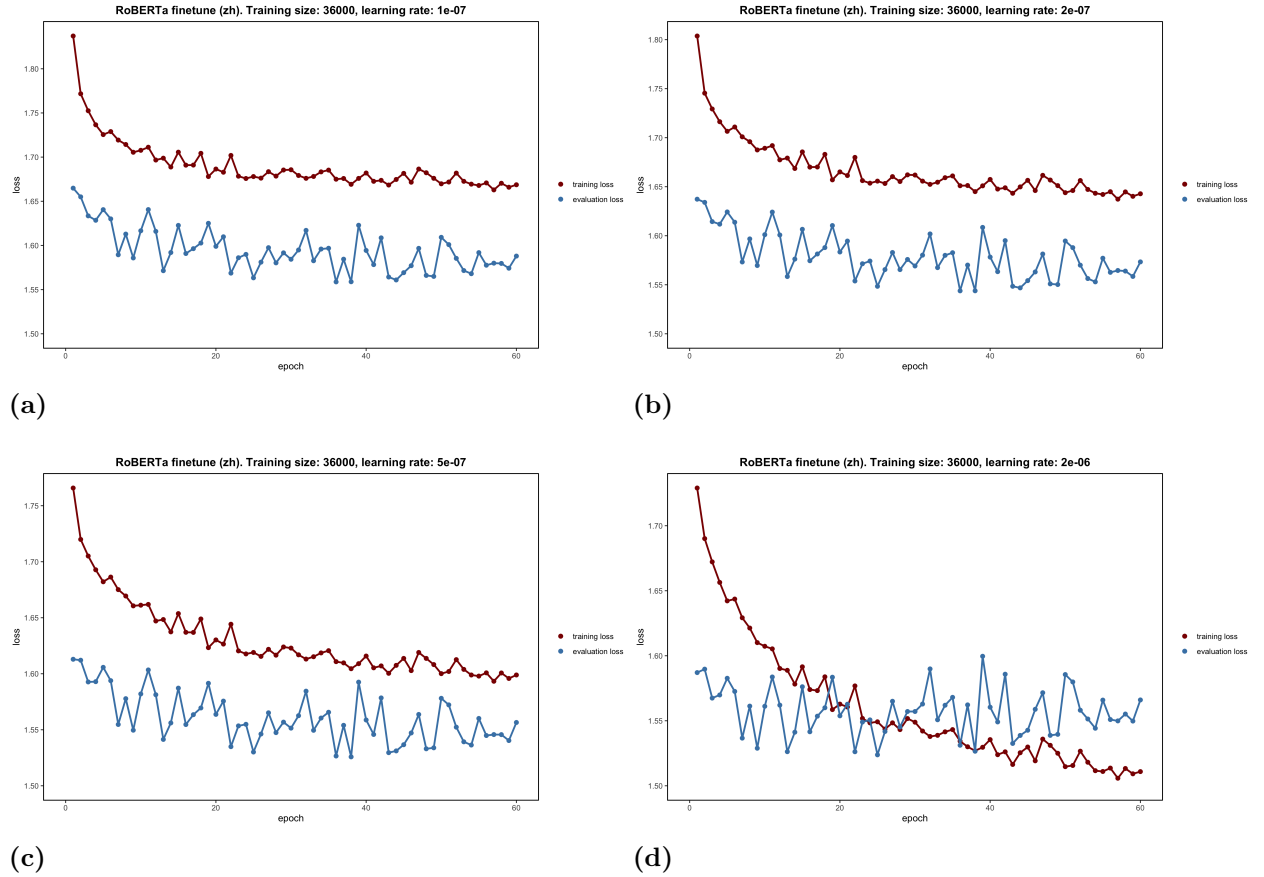 RoBERTa finetune (zh). Training size: 36000, learning rate: 1e-07
1.80
1.75
1.70
1.65
1.60
1.55
1.50
loss
0 20 40 60
epoch
training loss
evaluation loss
(a)
RoBERTa finetune (zh). Training size: 36000, learning rate: 2e-07
1.80
1.75
1.70
1.65
1.60
1.55
1.50
loss
0 20 40 60
epoch
training loss
evaluation loss
(b)
RoBERTa finetune (zh). Training size: 36000, learning rate: 5e-07
1.75
1.70
1.65
1.60
1.55
1.50
loss
0 20 40 60
epoch
training loss
evaluation loss
(c)
RoBERTa finetune (zh). Training size: 36000, learning rate: 2e-06
1.70
1.65
1.60
1.55
1.50
loss
0 20 40 60
epoch
training loss
evaluation loss
(d)